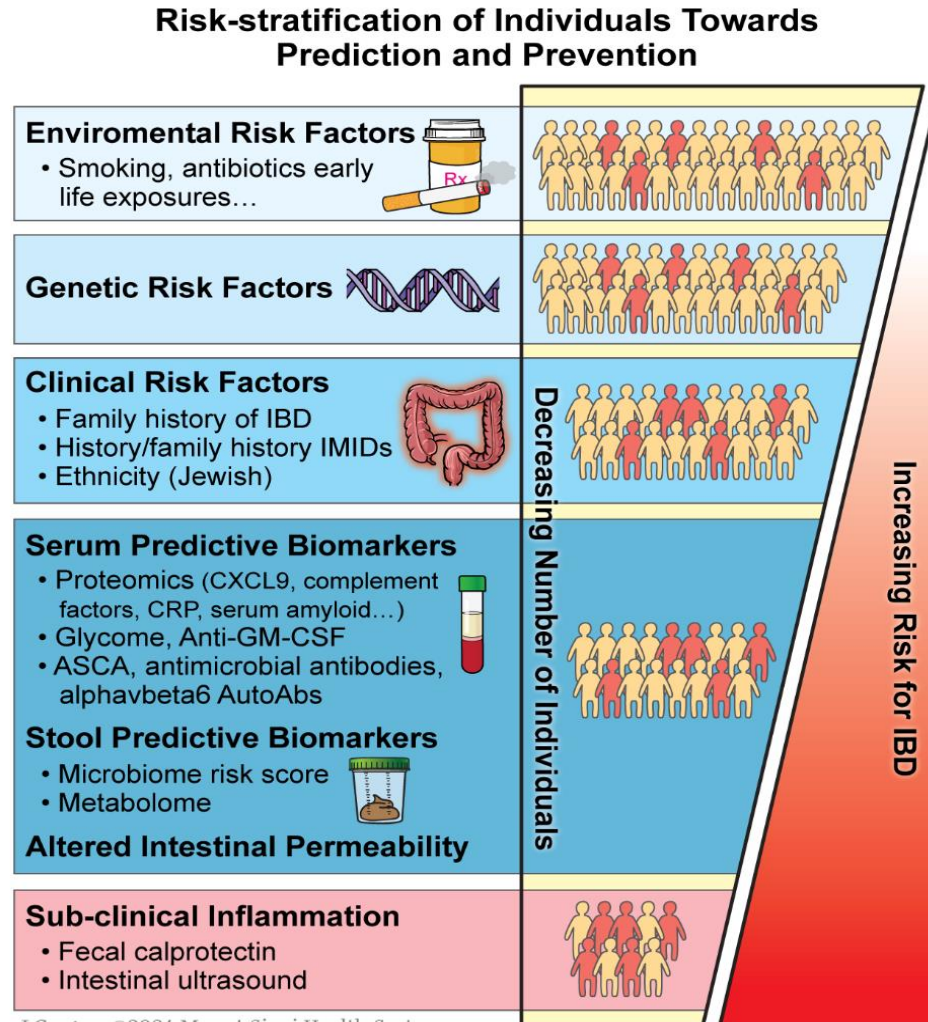 Risk-stratification of Individuals Towards
Prediction and Prevention
Enviromental Risk Factors
• Smoking, antibiotics early
life exposures…
Rx
Genetic Risk Factors
Clinical Risk Factors
• Family history of IBD
• History/family history IMIDs
• Ethnicity (Jewish)
Serum Predictive Biomarkers
• Proteomics (CXCL9, complement
factors, CRP, serum amyloid…)
• Glycome, Anti-GM-CSF
• ASCA, antimicrobial antibodies,
alphavbeta6 AutoAbs
Stool Predictive Biomarkers
• Microbiome risk score
• Metabolome
Altered Intestinal Permeability
Sub-clinical Inflammation
• Fecal calprotectin
• Intestinal ultrasound
Decreasing Number of Individuals
Increasing Risk for IBD